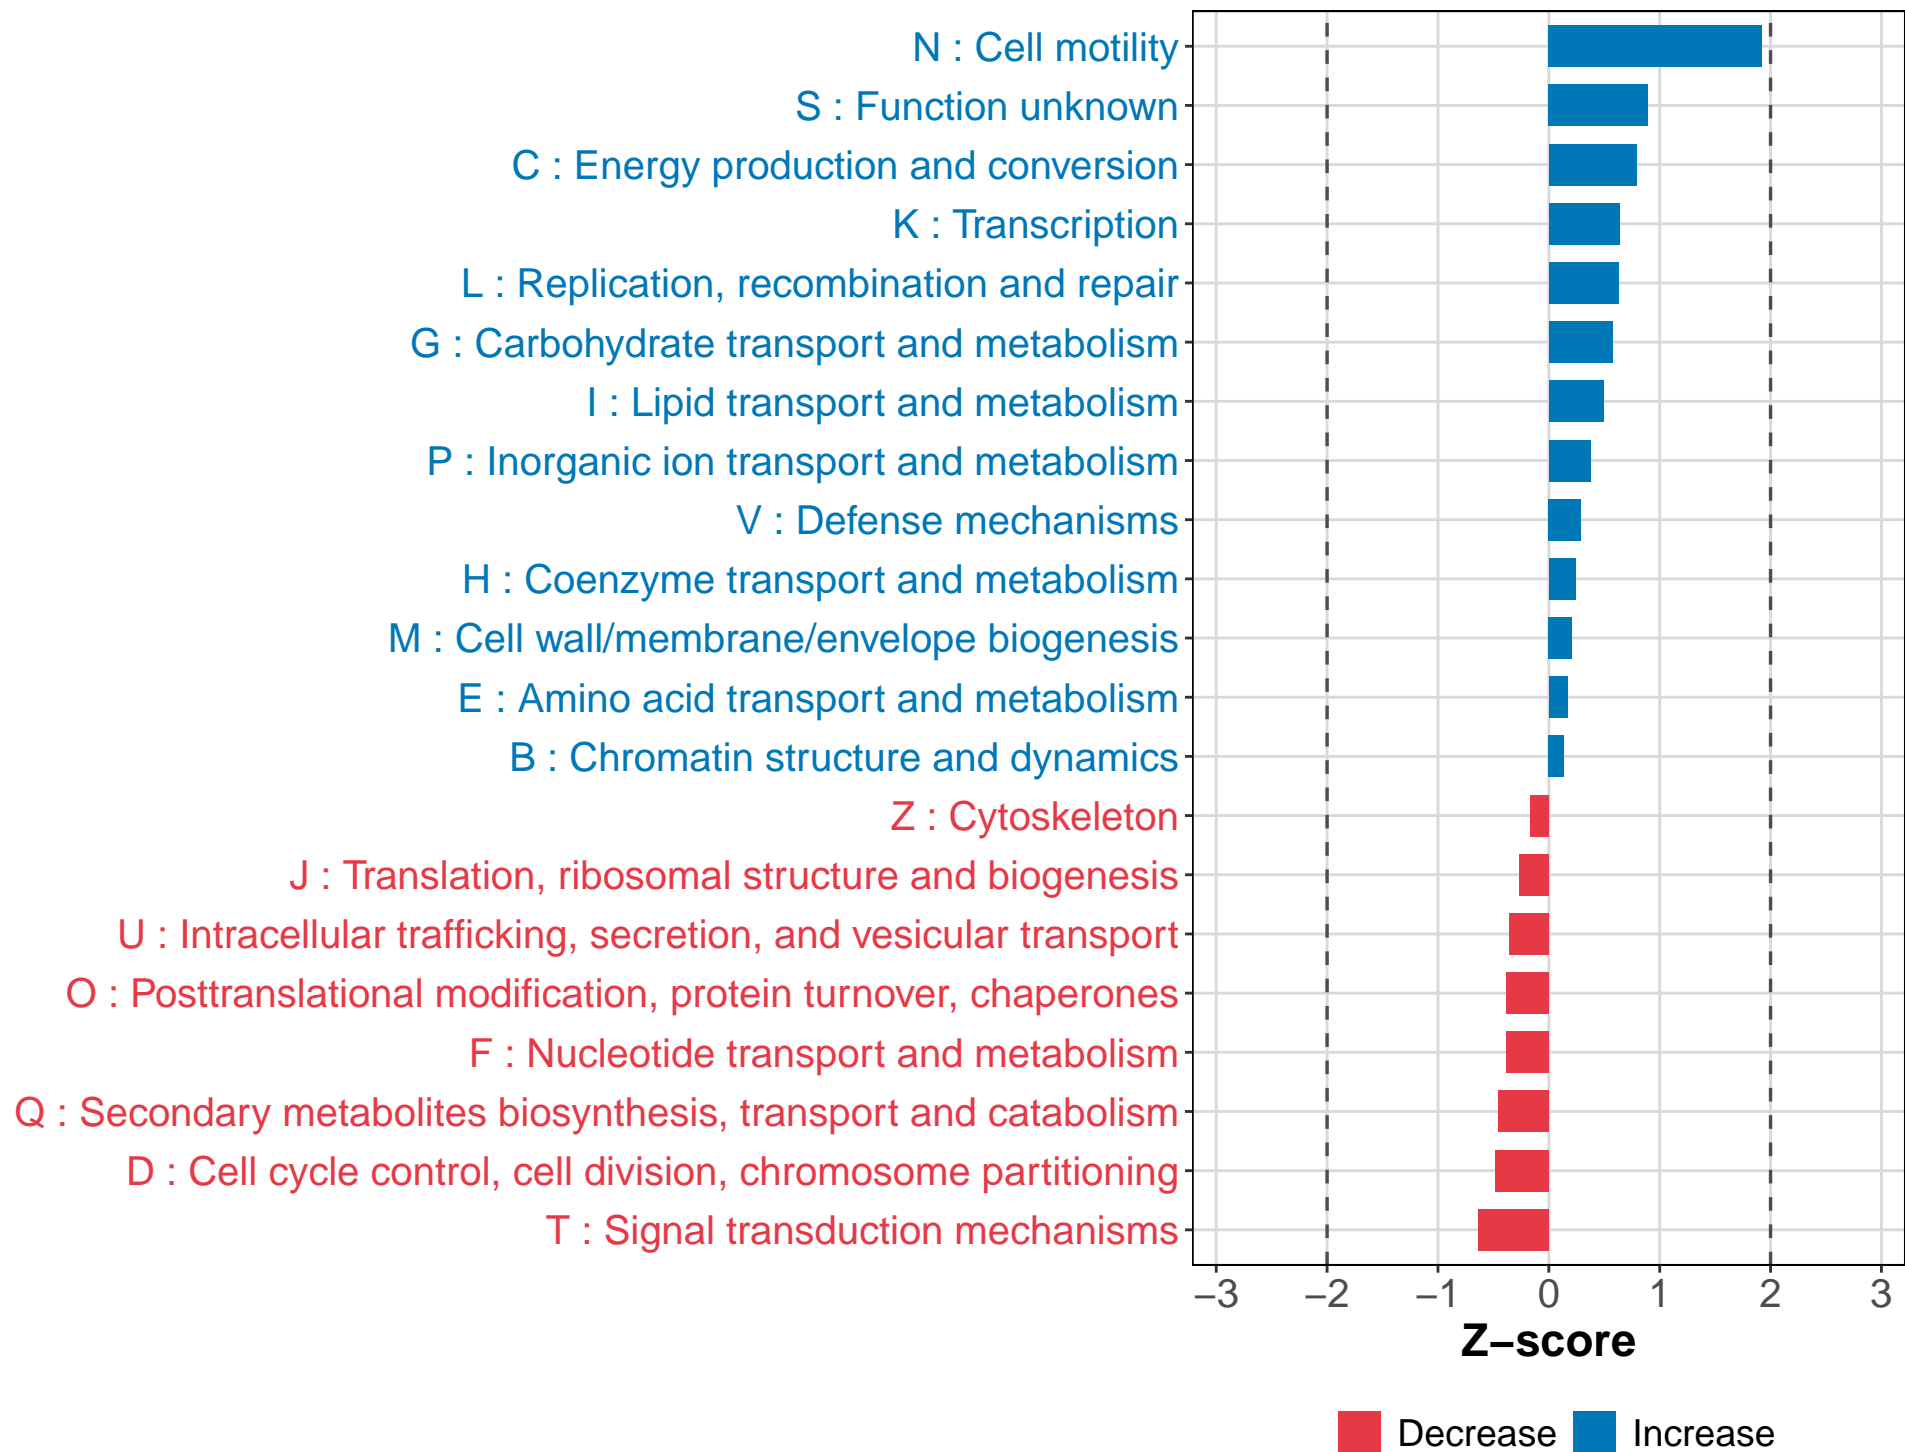 N : Cell motility
S : Function unknown
C : Energy production and conversion
K : Transcription
L : Replication, recombination and repair
G : Carbohydrate transport and metabolism
I : Lipid transport and metabolism
P : Inorganic ion transport and metabolism
V : Defense mechanisms
H : Coenzyme transport and metabolism
M : Cell wall/membrane/envelope biogenesis
E : Amino acid transport and metabolism
B : Chromatin structure and dynamics
Z : Cytoskeleton
J : Translation, ribosomal structure and biogenesis
U : Intracellular trafficking, secretion, and vesicular transport
O : Posttranslational modification, protein turnover, chaperones
F : Nucleotide transport and metabolism
Q : Secondary metabolites biosynthesis, transport and catabolism
D : Cell cycle control, cell division, chromosome partitioning
T : Signal transduction mechanisms
−3 −2 −1 0 1 2 3
Z−score
Decrease Increase